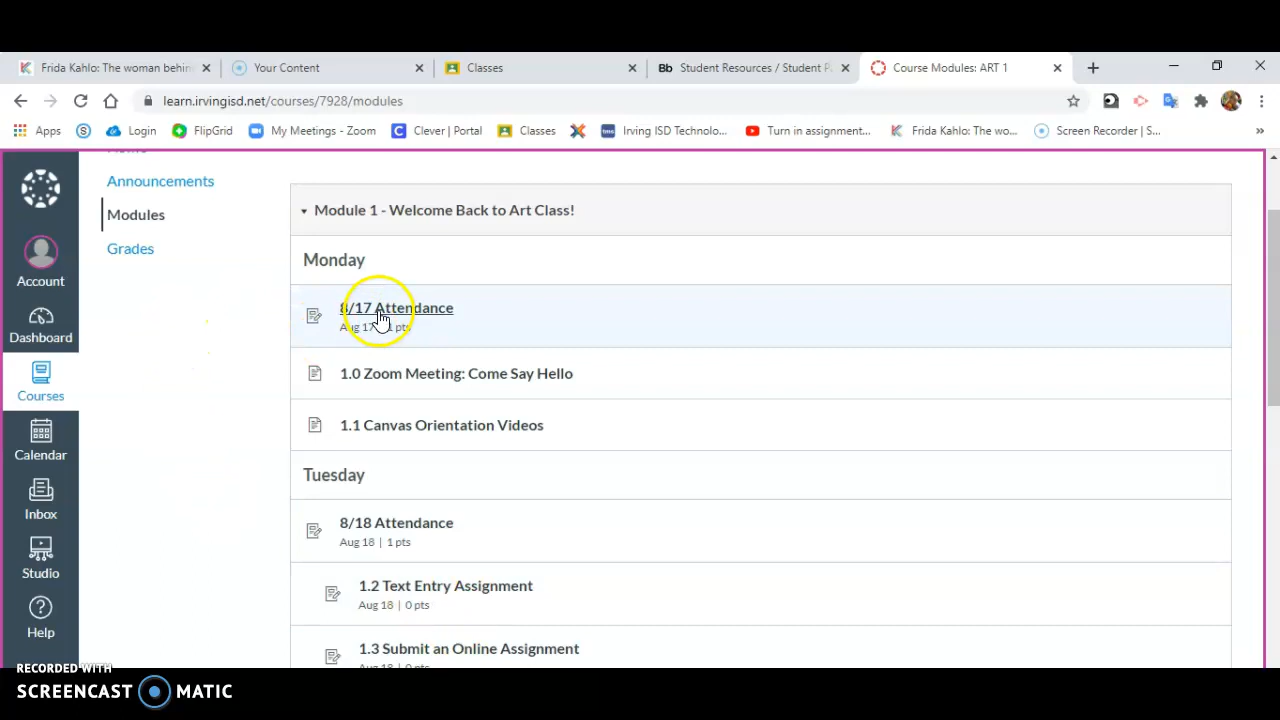 Frida Kahlo: The woman behin
Your Content
Classes
Bb Student Resources / Student P
Course Modules: ART 1
learn.irvingisd.net/courses/7928/modules
Apps
Login
FlipGrid
My Meetings - Zoom
Clever | Portal
Classes
Irving ISD Technolo...
Turn in assignment...
Frida Kahlo: The wo...
Screen Recorder | S...
Account
Dashboard
Courses
Calendar
Inbox
Studio
Help
Announcements
Modules
Grades
Module 1 - Welcome Back to Art Class!
Monday
8/17 Attendance
Aug 17 | 1 pts
1.0 Zoom Meeting: Come Say Hello
1.1 Canvas Orientation Videos
Tuesday
8/18 Attendance
Aug 18 | 1 pts
1.2 Text Entry Assignment
Aug 18 | 0 pts
1.3 Submit an Online Assignment
Aug 18 | 0 pts
RECORDED WITH
SCREENCAST MATIC